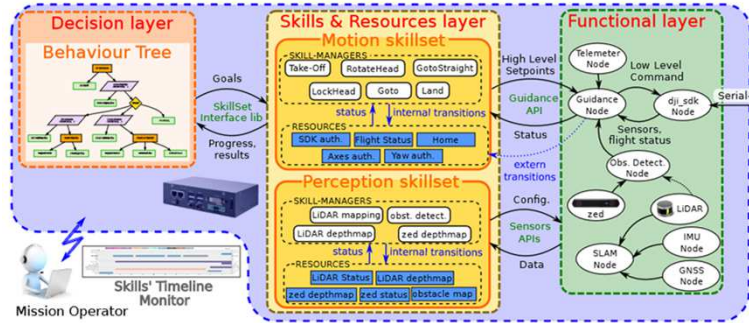 Decision layer
Behaviour Tree
Goals
SkillSet
Interface lib
Progress,
results
Skills & Resources layer
Motion skillset
SKILL-MANAGERS
Take-Off
RotateHead
GotoStraight
LockHead
Goto
Land
status
internal transitions
RESOURCES
SDK auth.
Flight Status
Home
Axes auth.
Yaw auth.
Perception skillset
SKILL-MANAGERS
LiDAR mapping
obst. detect.
LiDAR depthmap
zed depthmap
status
internal transitions
RESOURCES
LiDAR Status
LiDAR depthmap
zed depthmap
zed status
obstacle map
High Level
Setpoints
Guidance
API
Status
extern
transitions
Config.
Sensors
APIs
Data
Functional layer
Telemeter
Node
Low Level
Command
Guidance
Node
dji_sdk
Node
Serial-
Sensors,
flight status
Obs. Detect.
Node
zed
LiDAR
SLAM
Node
IMU
Node
GNSS
Node
Skills' Timeline
Monitor
Mission Operator